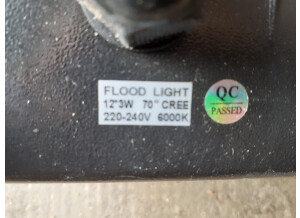 FLOOD LIGHT
12*3W 70° CREE
220-240V 6000K
QC
PASSED